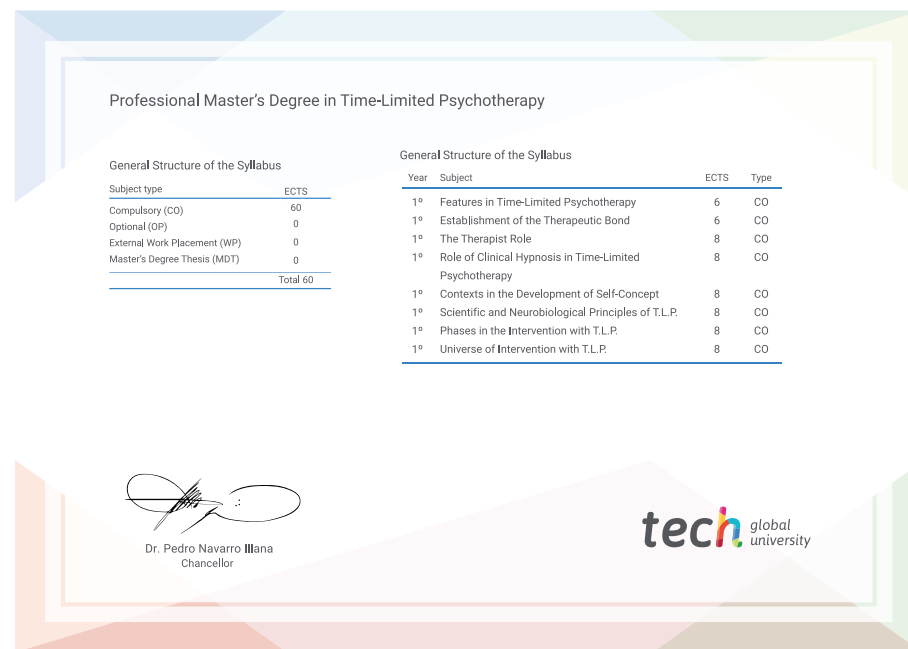 Professional Master's Degree in Time-Limited Psychotherapy
General Structure of the Syllabus
Subject type ECTS
Compulsory (CO) 60
Optional (OP) 0
External Work Placement (WP) 0
Master's Degree Thesis (MDT) 0
Total 60
General Structure of the Syllabus
Year Subject ECTS Type
1º Features in Time-Limited Psychotherapy 6 CO
1º Establishment of the Therapeutic Bond 6 CO
1º The Therapist Role 8 CO
1º Role of Clinical Hypnosis in Time-Limited 8 CO
Psychotherapy
1º Contexts in the Development of Self-Concept 8 CO
1º Scientific and Neurobiological Principles of T.L.P. 8 CO
1º Phases in the Intervention with T.L.P. 8 CO
1º Universe of Intervention with T.L.P. 8 CO
Dr. Pedro Navarro Illana
Chancellor
tech global
university